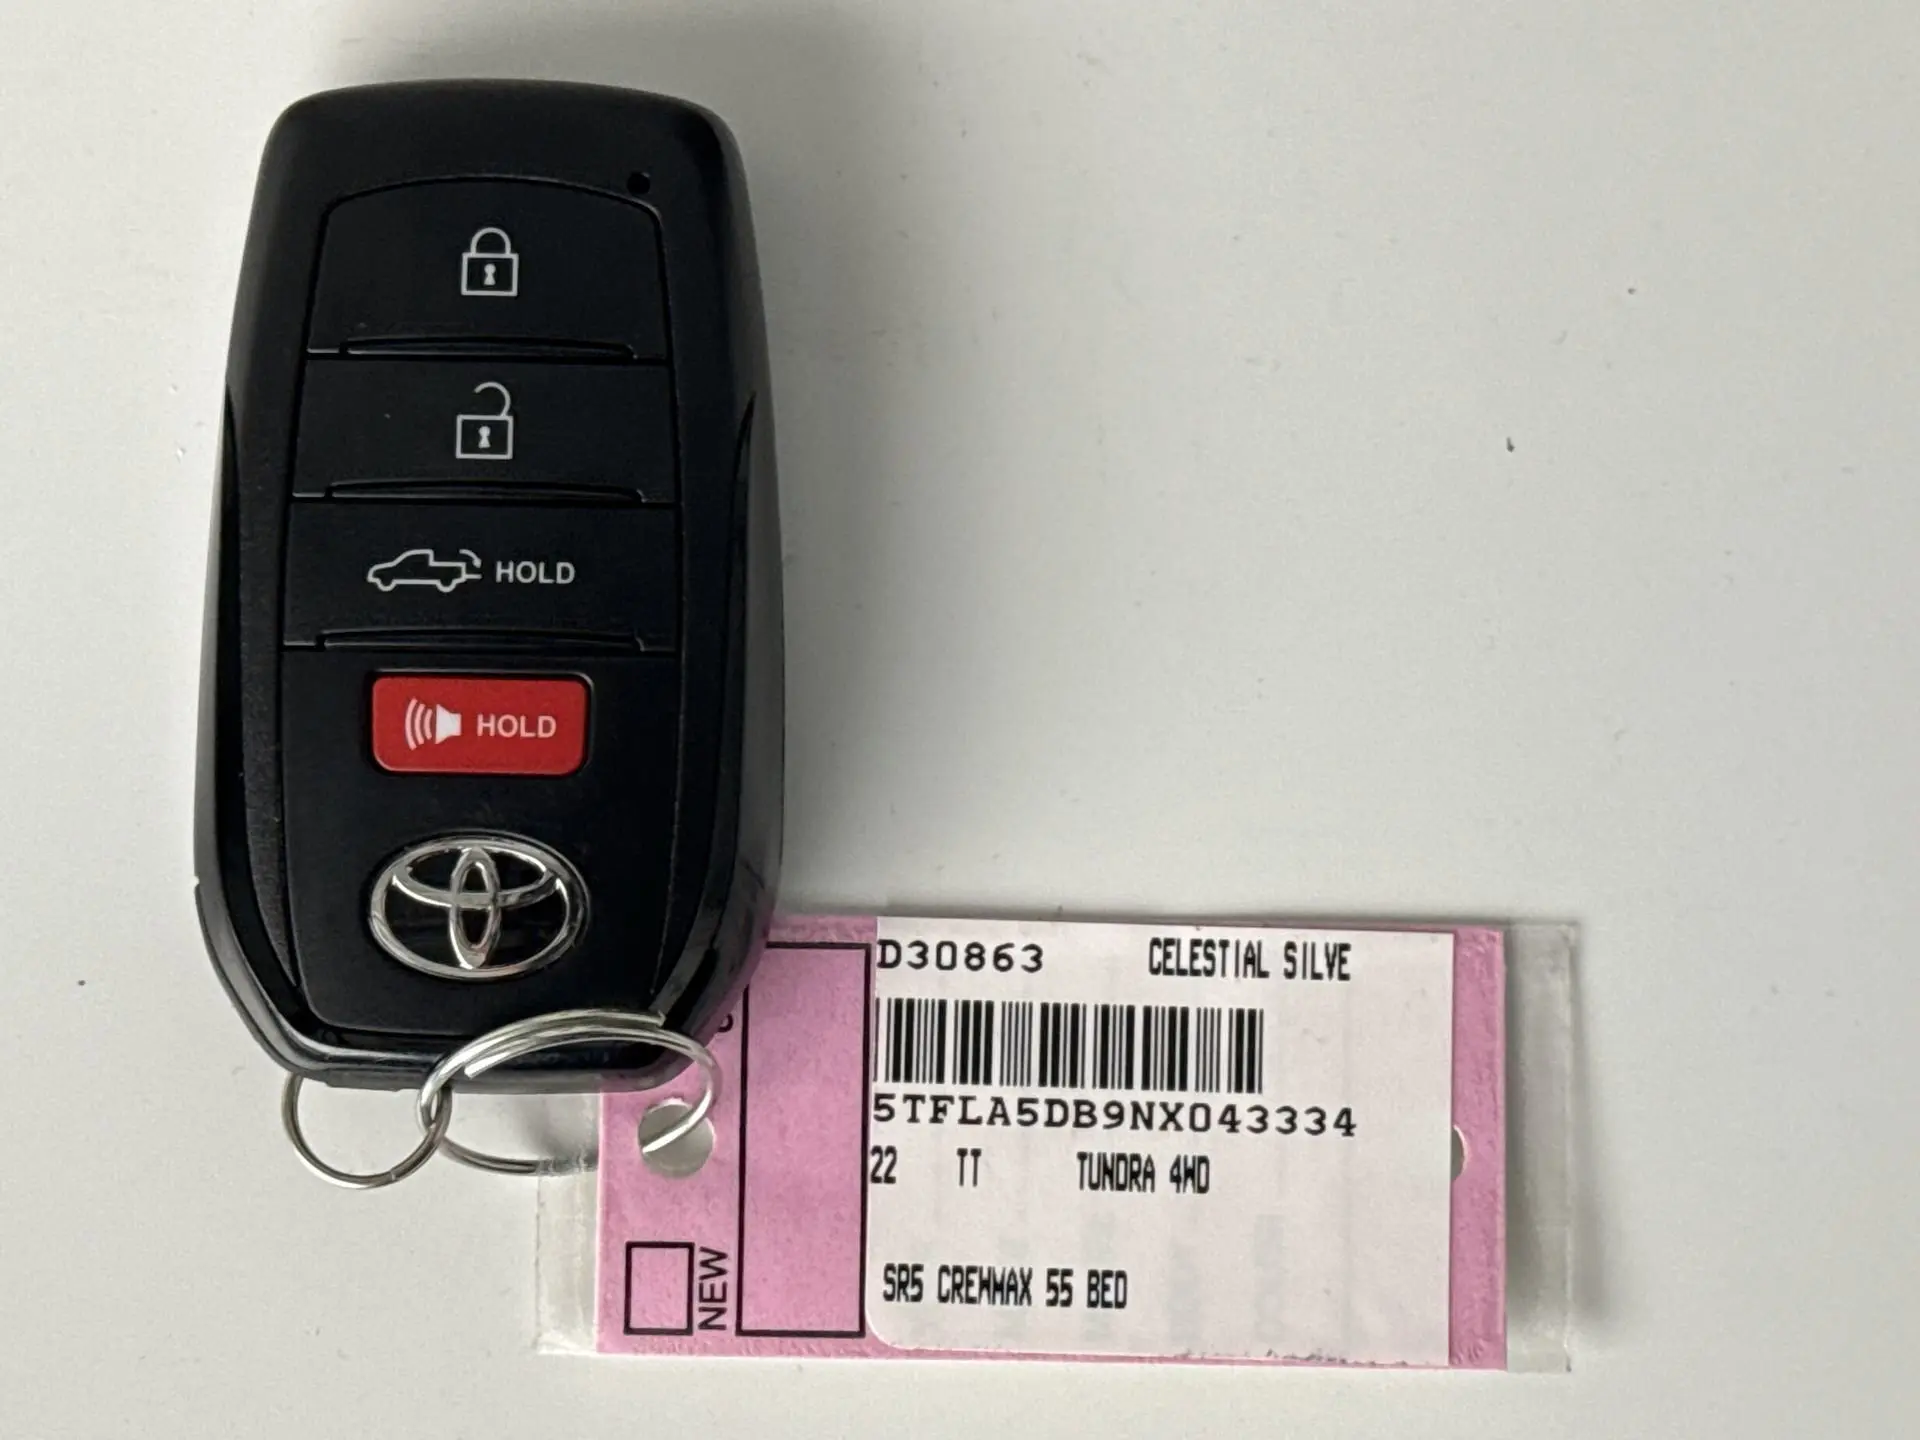 HOLD
HOLD
D30863 CELESTIAL SILVE
5TFLA5DB9NX043334
22 TT TUNDRA 4WD
SR5 CREWMAX 55 BED
NEW